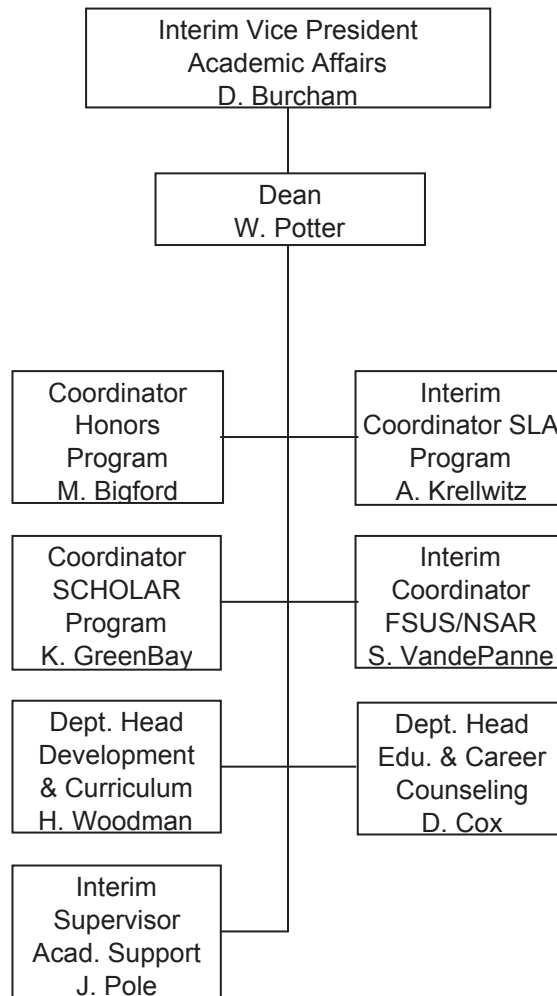 Interim Vice President
Academic Affairs
D. Burcham
Dean
W. Potter
Coordinator
Honors
Program
M. Bigford
Interim
Coordinator SLA
Program
A. Krellwitz
Coordinator
SCHOLAR
Program
K. GreenBay
Interim
Coordinator
FSUS/NSAR
S. VandePanne
Dept. Head
Development
& Curriculum
H. Woodman
Dept. Head
Edu. & Career
Counseling
D. Cox
Interim
Supervisor
Acad. Support
J. Pole